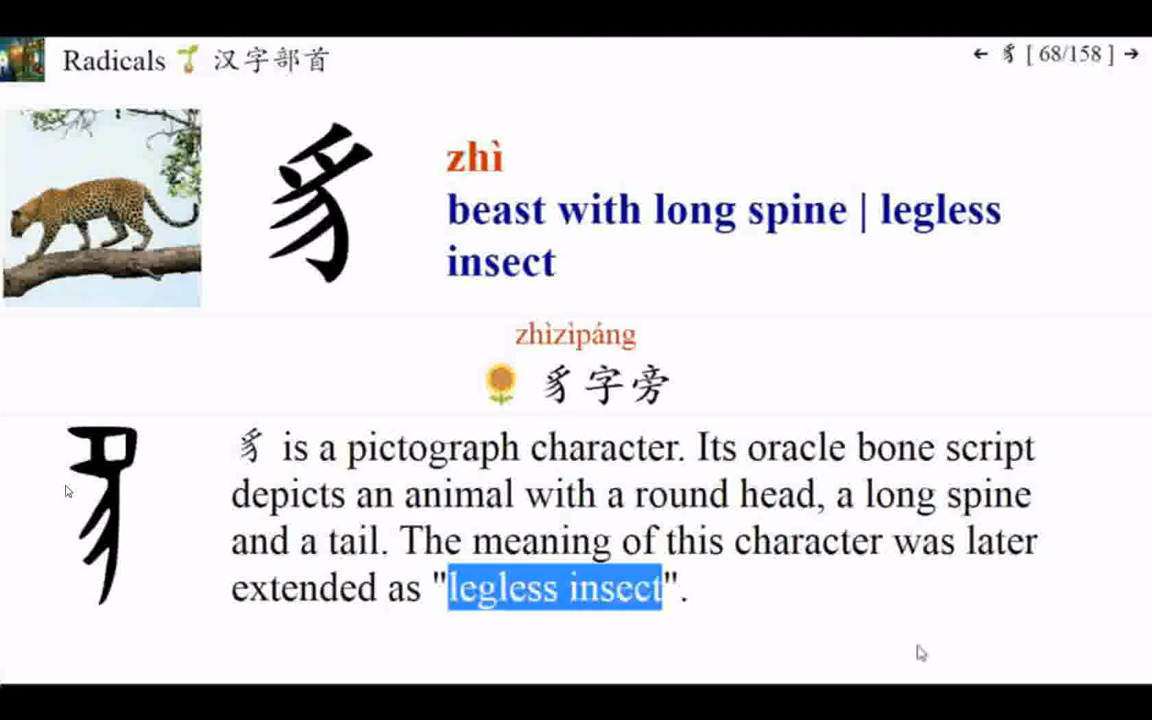 Radicals 汉字部首
← 豸 [ 68/158 ] →
豸
zhì
beast with long spine | legless
insect
zhìzìpáng
豸字旁
豸 is a pictograph character. Its oracle bone script
depicts an animal with a round head, a long spine
and a tail. The meaning of this character was later
extended as "legless insect".